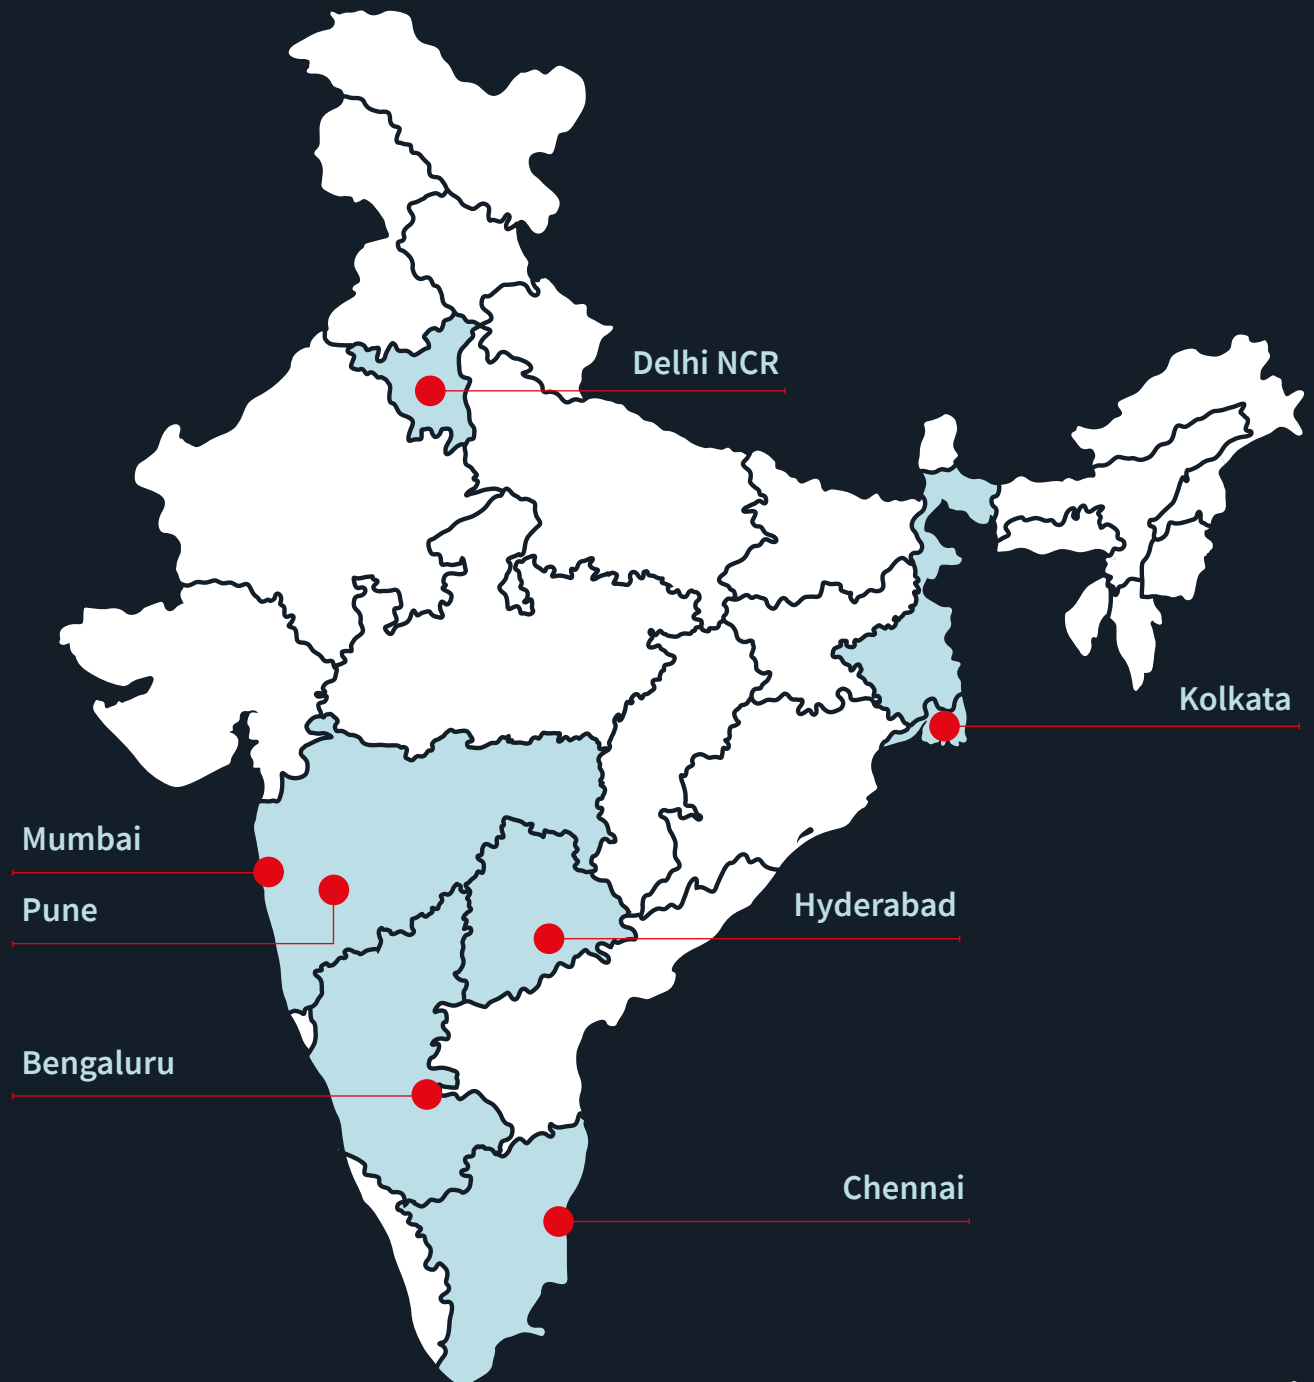 Delhi NCR
Kolkata
Mumbai
Pune
Hyderabad
Bengaluru
Chennai